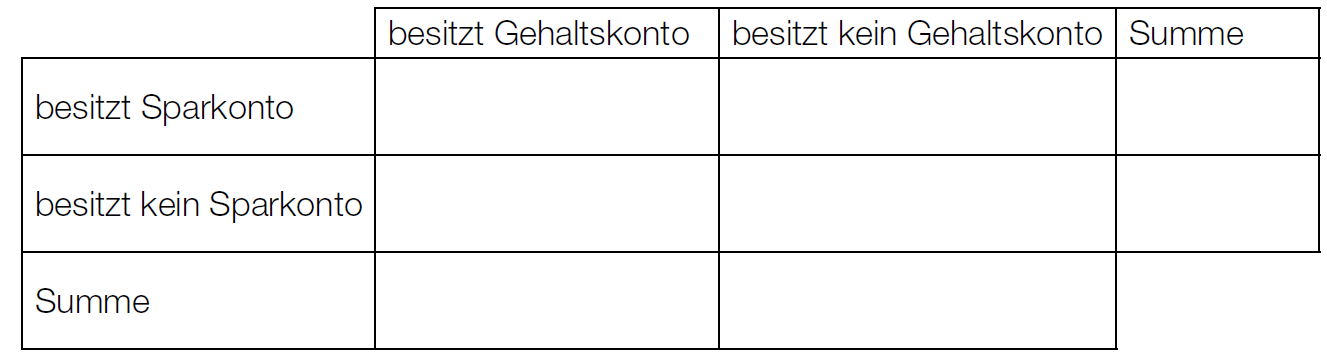 besitzt Gehaltskonto besitzt kein Gehaltskonto Summe
besitzt Sparkonto
besitzt kein Sparkonto
Summe